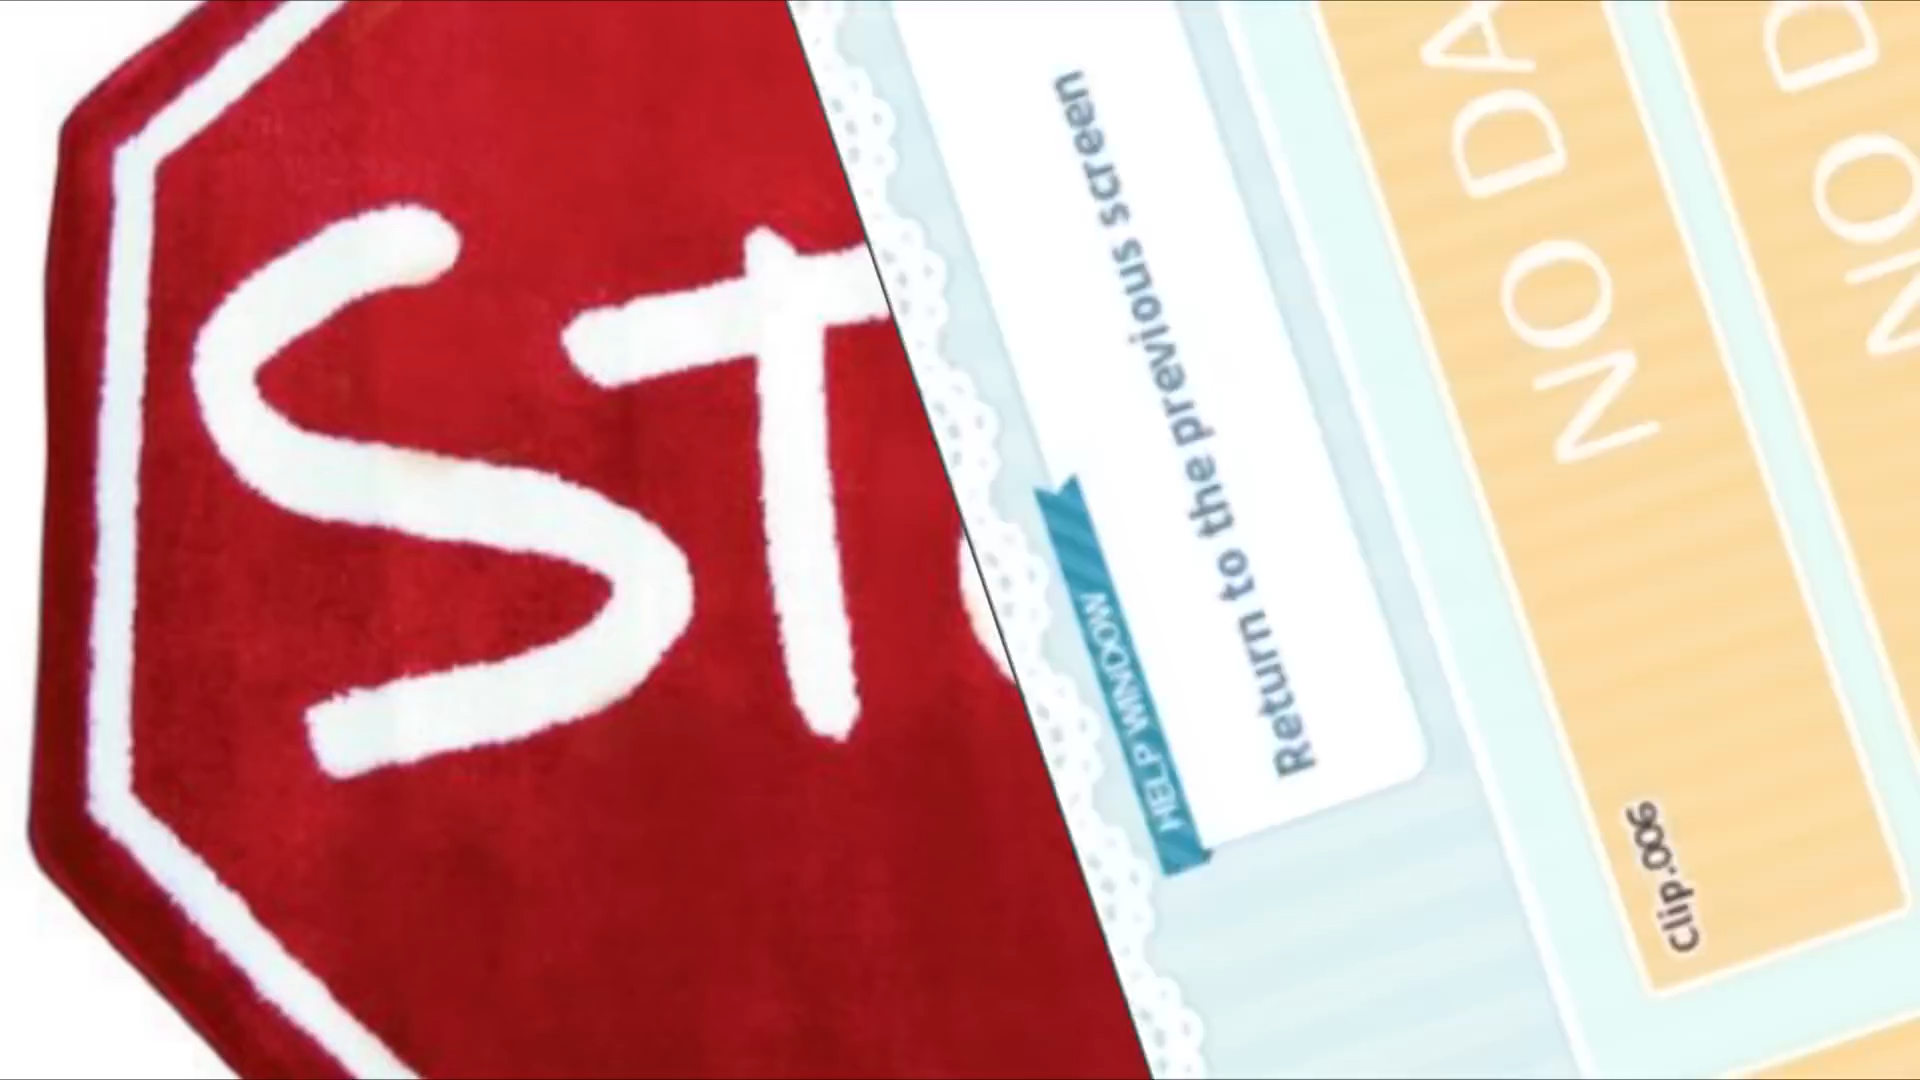 ST
HELP WINDOW
Return to the previous screen
NO DA
Clip.006
NO D